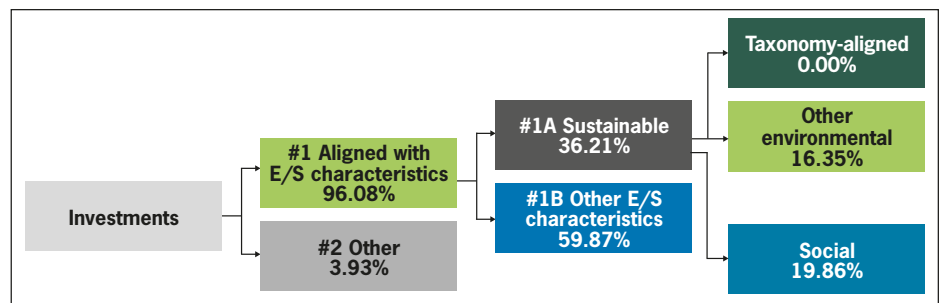 Investments
#1 Aligned with
E/S characteristics
96.08%
#2 Other
3.93%
#1A Sustainable
36.21%
#1B Other E/S
characteristics
59.87%
Taxonomy-aligned
0.00%
Other
environmental
16.35%
Social
19.86%